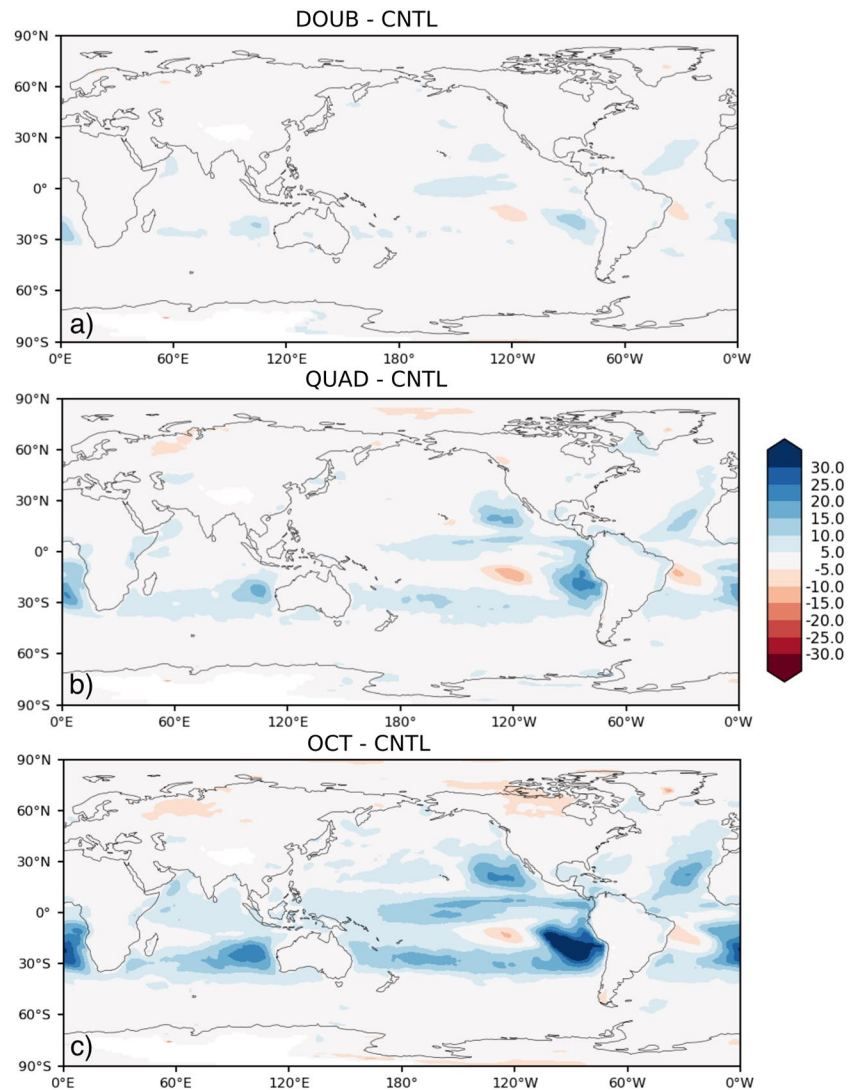 DOUB - CNTL
90°N
60°N
30°N
0°
30°S
60°S
90°S
a)
0°E 60°E 120°E 180° 120°W 60°W 0°W
QUAD - CNTL
90°N
60°N
30°N
0°
30°S
60°S
90°S
b)
0°E 60°E 120°E 180° 120°W 60°W 0°W
30.0
25.0
20.0
15.0
10.0
5.0
-5.0
-10.0
-15.0
-20.0
-25.0
-30.0
OCT - CNTL
90°N
60°N
30°N
0°
30°S
60°S
90°S
c)
0°E 60°E 120°E 180° 120°W 60°W 0°W